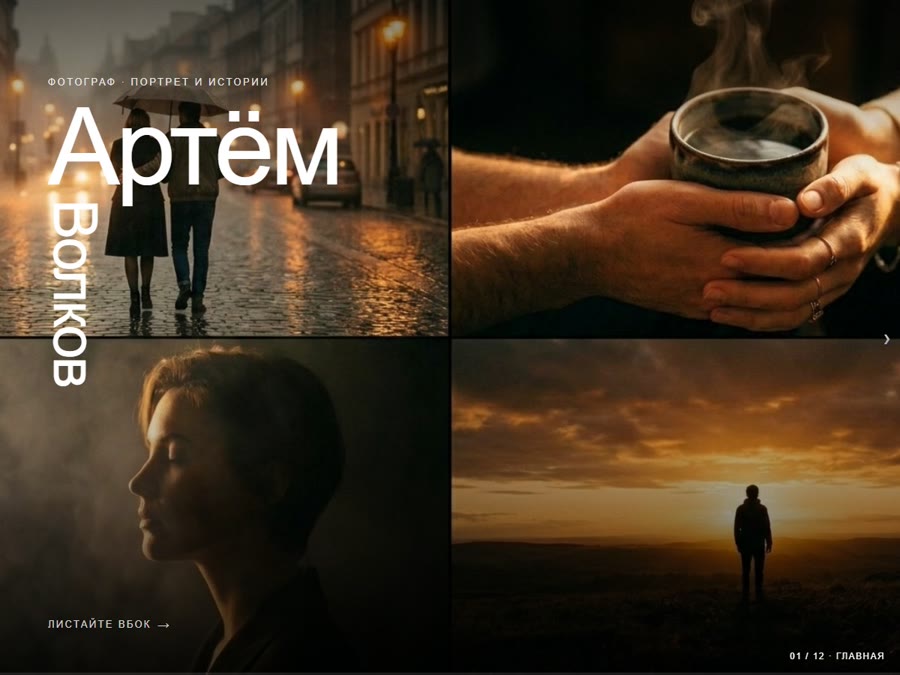 ФОТОГРАФ · ПОРТРЕТ И ИСТОРИИ
Артём
Волков
ЛИСТАЙТЕ ВБОК →
01 / 12 · ГЛАВНАЯ